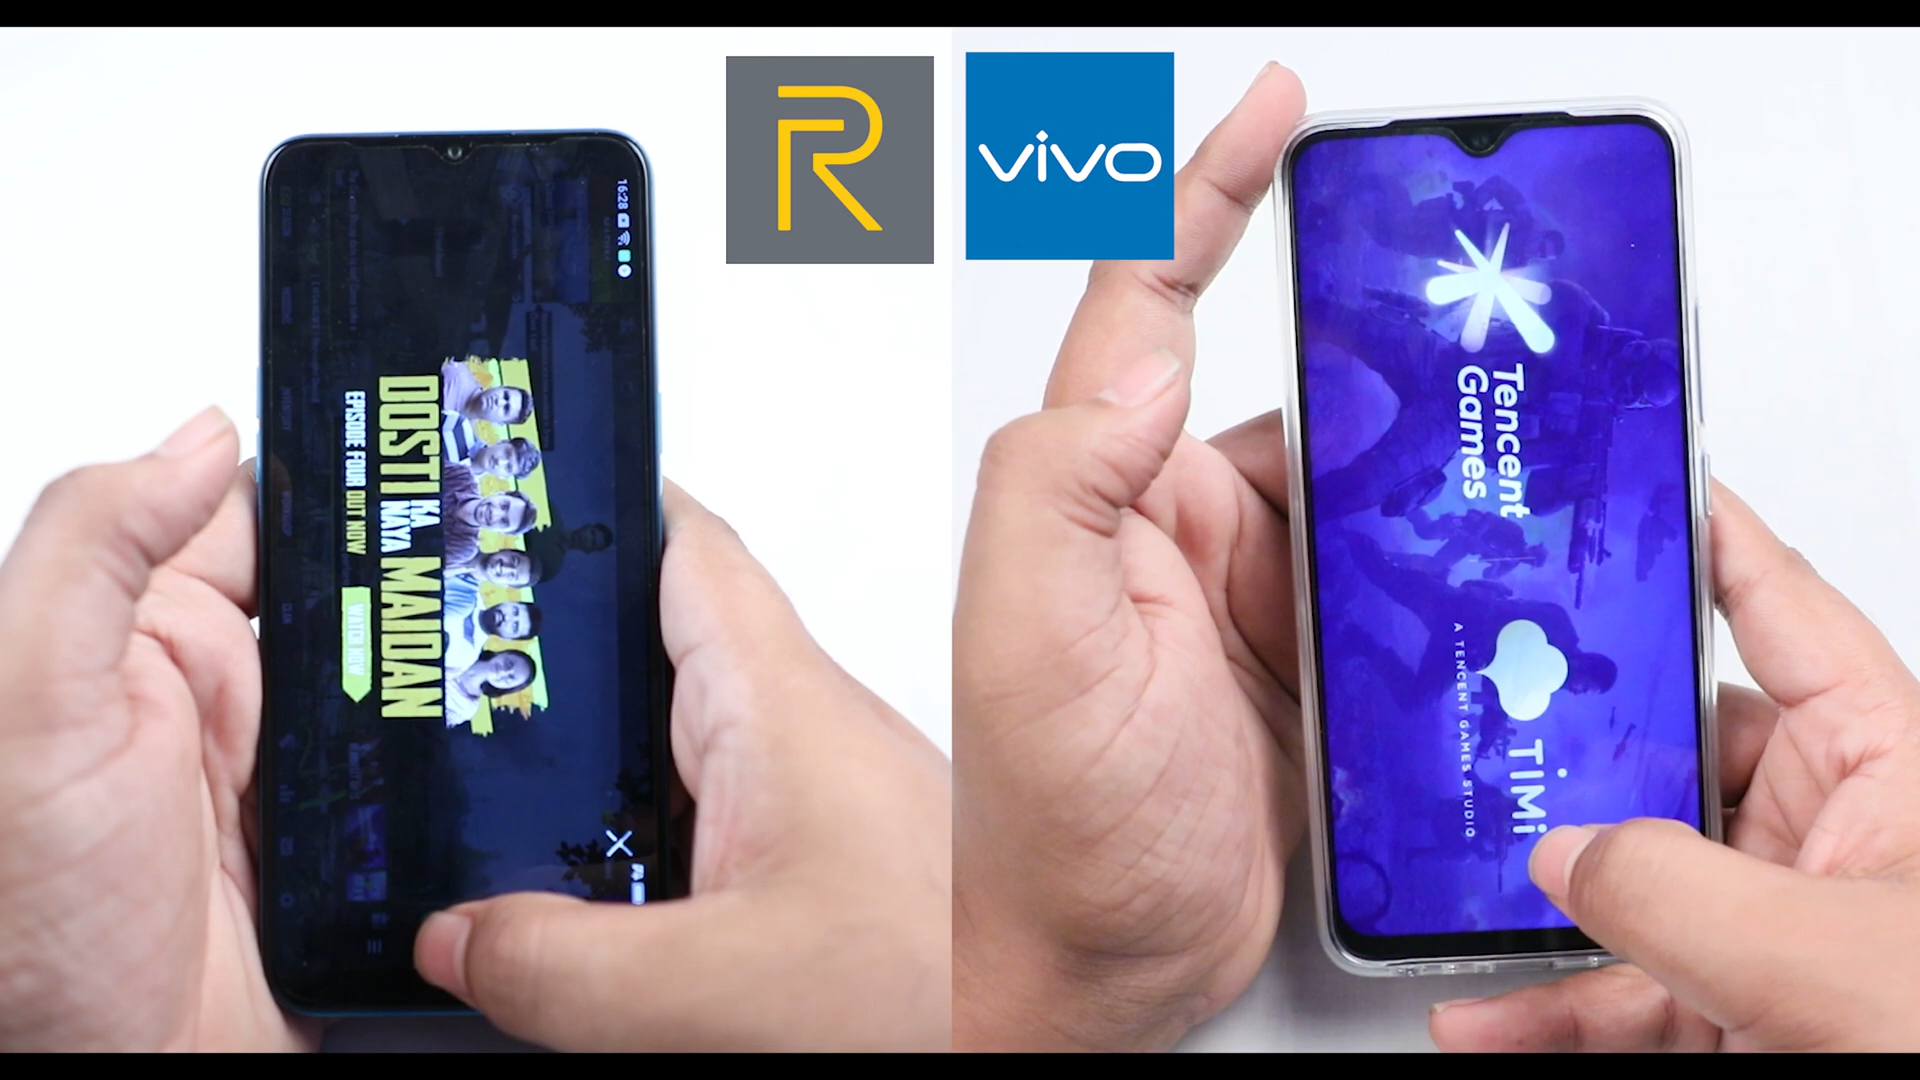 R
vivo
16:28
DOSTI KA NAYA MAIDAN
EPISODE FOUR OUT NOW
WATCH NOW
Tencent
Games
TiMi
A TENCENT GAMES STUDIO